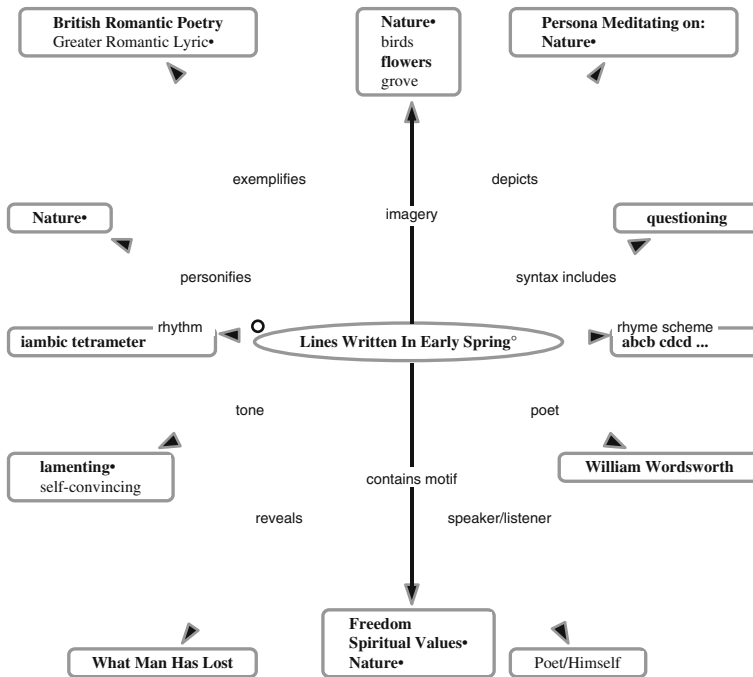 British Romantic Poetry
Greater Romantic Lyric•
Nature•
birds
flowers
grove
Persona Meditating on:
Nature•
exemplifies
depicts
imagery
Nature•
questioning
personifies
syntax includes
rhythm
iambic tetrameter
Lines Written In Early Spring°
rhyme scheme
abcb cdcd ...
tone
poet
lamenting•
self-convincing
contains motif
William Wordsworth
reveals
speaker/listener
What Man Has Lost
Freedom
Spiritual Values•
Nature•
Poet/Himself